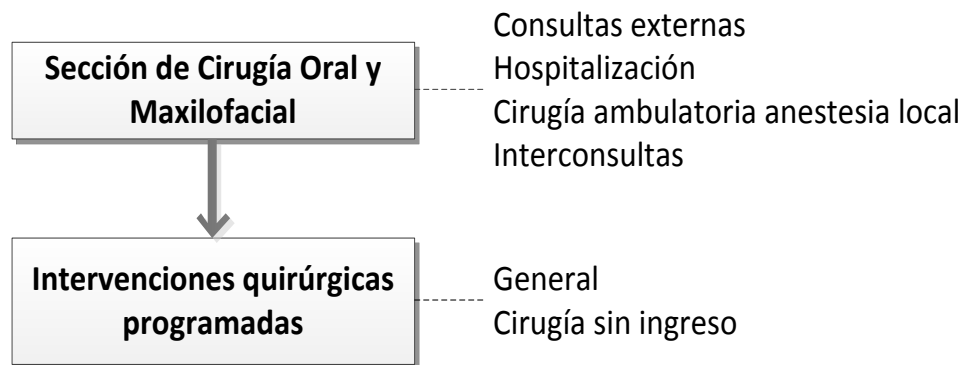 Sección de Cirugía Oral y
Maxilofacial
Consultas externas
Hospitalización
Cirugía ambulatoria anestesia local
Interconsultas
Intervenciones quirúrgicas
programadas
General
Cirugía sin ingreso